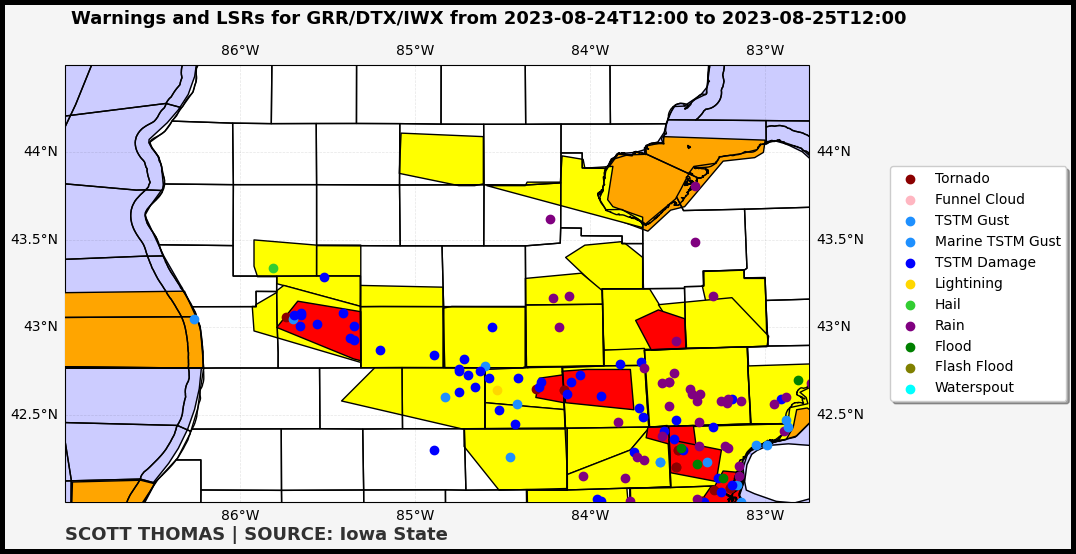 Warnings and LSRs for GRR/DTX/IWX from 2023-08-24T12:00 to 2023-08-25T12:00
86°W 85°W 84°W 83°W
44°N 44°N
43.5°N 43.5°N
43°N 43°N
42.5°N 42.5°N
86°W 85°W 84°W 83°W
Tornado
Funnel Cloud
TSTM Gust
Marine TSTM Gust
TSTM Damage
Lightining
Hail
Rain
Flood
Flash Flood
Waterspout
SCOTT THOMAS | SOURCE: Iowa State